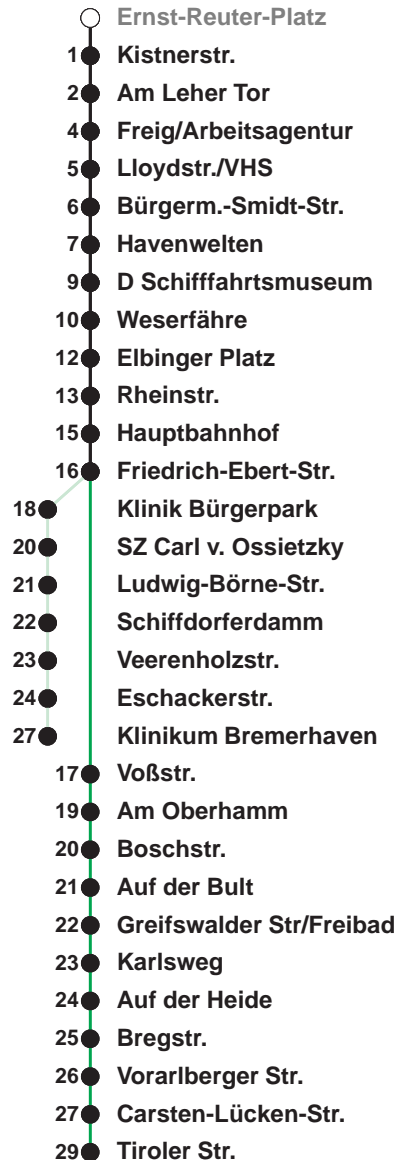 Ernst-Reuter-Platz
1 Kistnerstr.
2 Am Leher Tor
4 Freig/Arbeitsagentur
5 Lloydstr./VHS
6 Bürgerm.-Smidt-Str.
7 Havenwelten
9 D Schifffahrtsmuseum
10 Weserfähre
12 Elbinger Platz
13 Rheinstr.
15 Hauptbahnhof
16 Friedrich-Ebert-Str.
18 Klinik Bürgerpark
20 SZ Carl v. Ossietzky
21 Ludwig-Börne-Str.
22 Schiffdorferdamm
23 Veerenholzstr.
24 Eschackerstr.
27 Klinikum Bremerhaven
17 Voßstr.
19 Am Oberhamm
20 Boschstr.
21 Auf der Bult
22 Greifswalder Str/Freibad
23 Karlsweg
24 Auf der Heide
25 Bregstr.
26 Vorarlberger Str.
27 Carsten-Lücken-Str.
29 Tiroler Str.